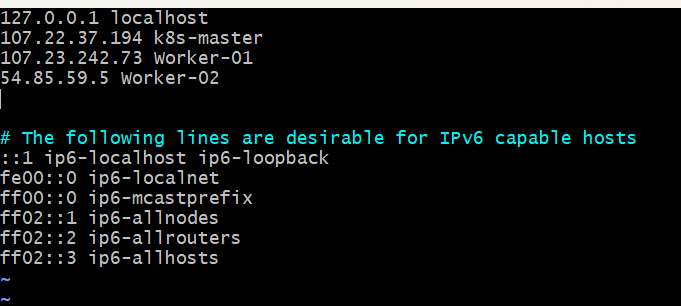 127.0.0.1 localhost
107.22.37.194 k8s-master
107.23.242.73 Worker-01
54.85.59.5 Worker-02
# The following lines are desirable for IPv6 capable hosts
::1 ip6-localhost ip6-loopback
fe00::0 ip6-localnet
ff00::0 ip6-mcastprefix
ff02::1 ip6-allnodes
ff02::2 ip6-allrouters
ff02::3 ip6-allhosts
~
~